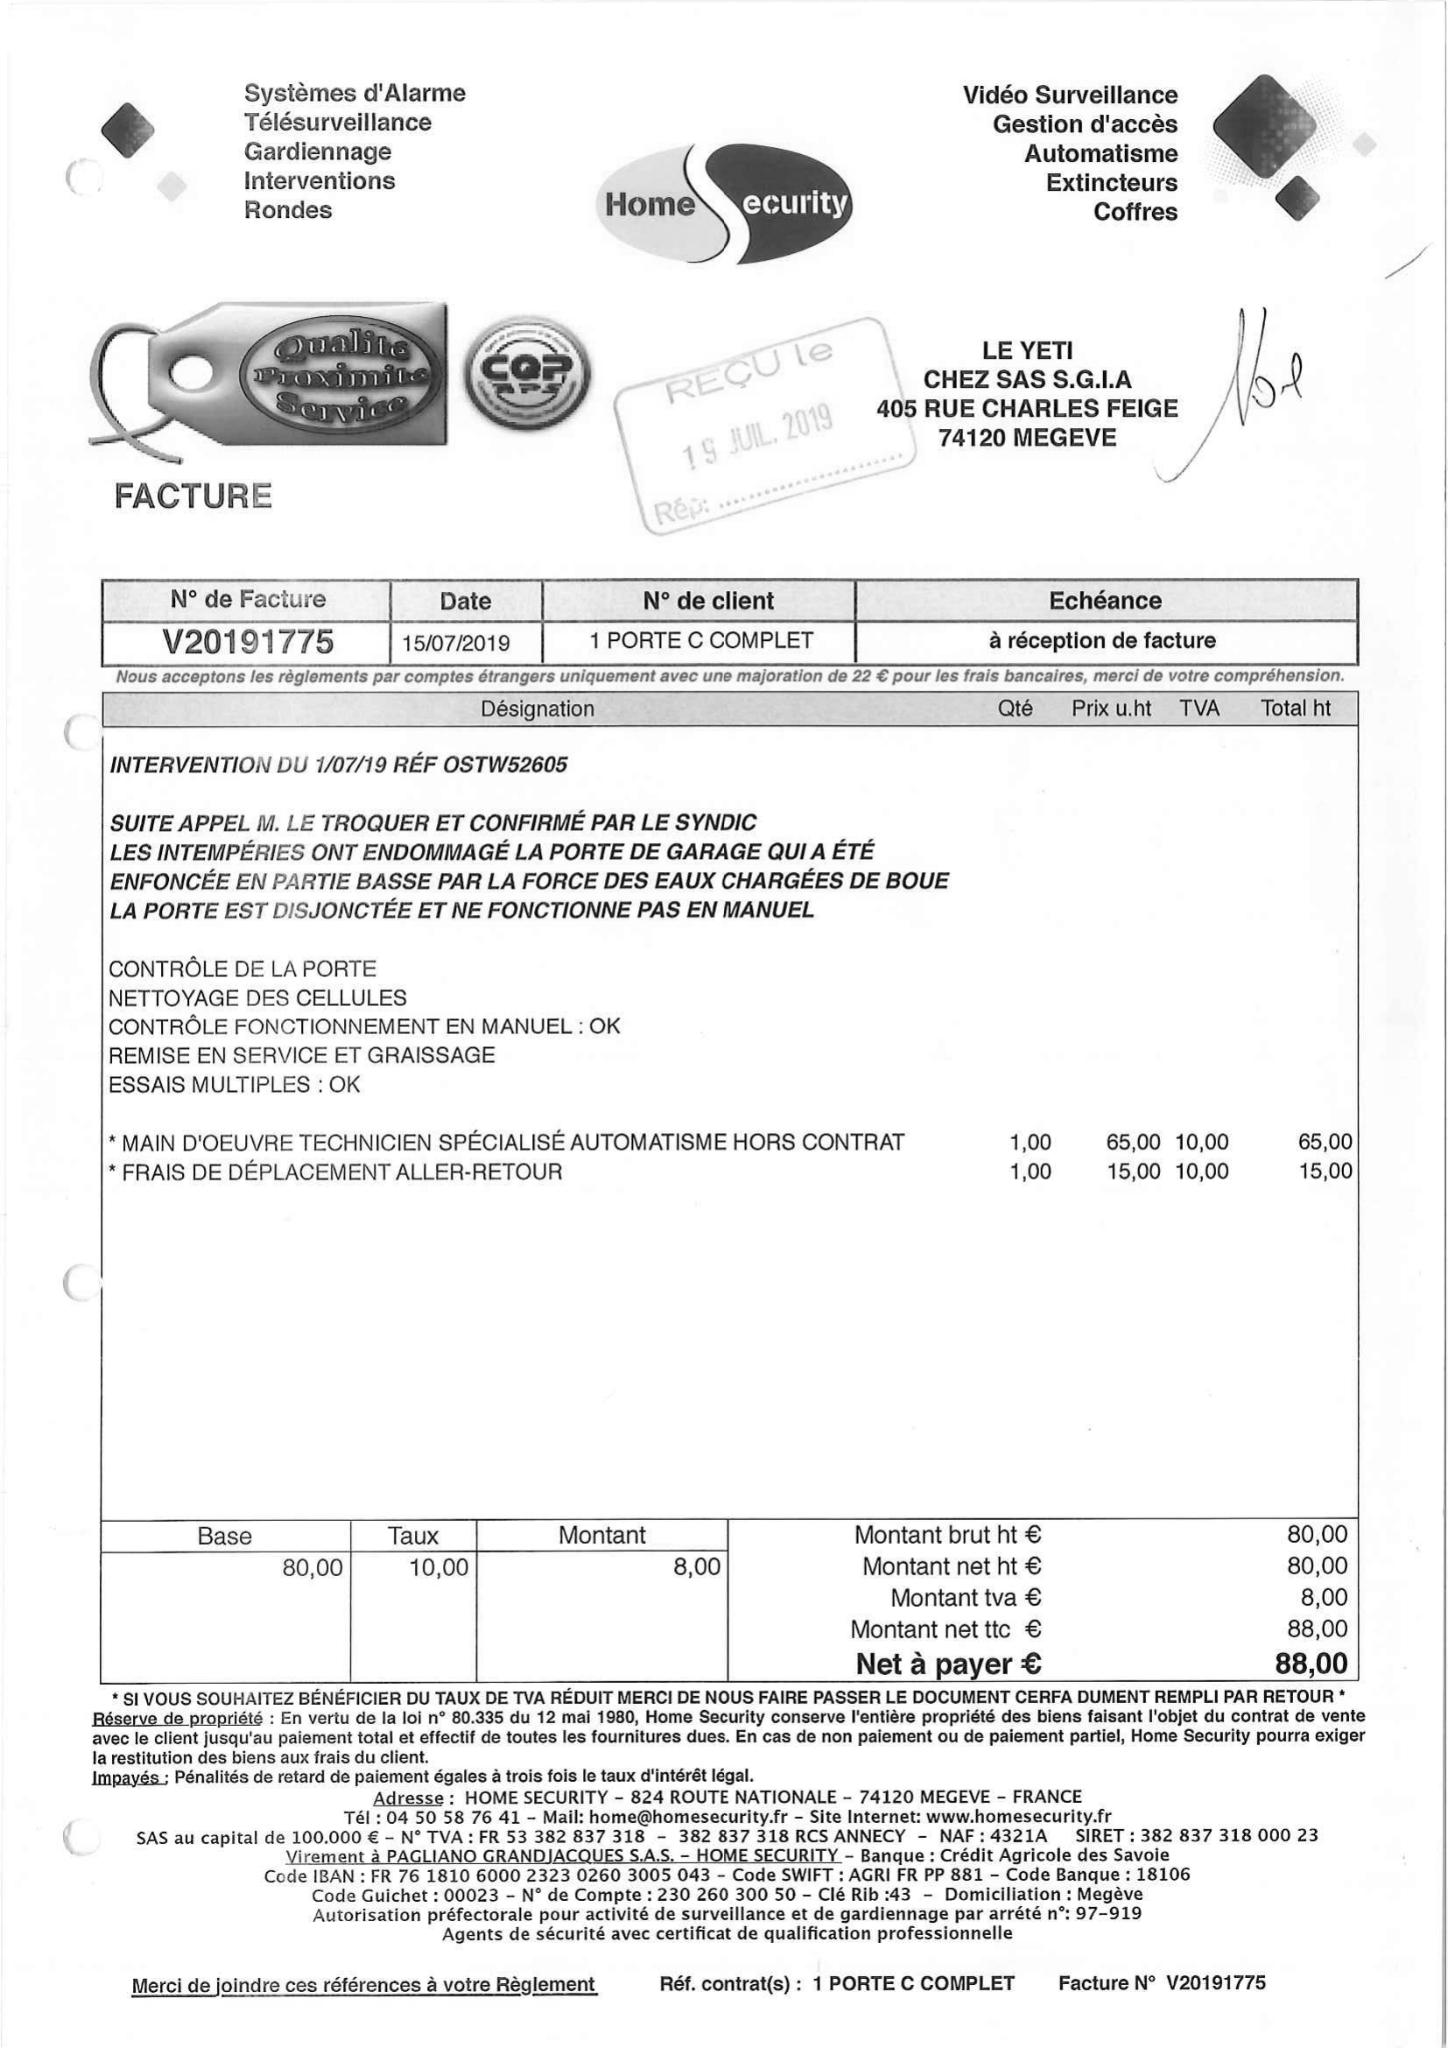 Systèmes d'Alarme
Télésurveillance
Gardiennage
Interventions
Rondes
Home Security
Vidéo Surveillance
Gestion d'accès
Automatisme
Extincteurs
Coffres
Qualité
Proximité
Service
CQP
APS
REÇU le
19 JUIL. 2019
Rép: ........................
LE YETI
CHEZ SAS S.G.I.A
405 RUE CHARLES FEIGE
74120 MEGEVE
FACTURE
N° de Facture Date N° de client Echéance
V20191775 15/07/2019 1 PORTE C COMPLET à réception de facture
Nous acceptons les règlements par comptes étrangers uniquement avec une majoration de 22 € pour les frais bancaires, merci de votre compréhension.
Désignation Qté Prix u.ht TVA Total ht
INTERVENTION DU 1/07/19 RÉF OSTW52605
SUITE APPEL M. LE TROQUER ET CONFIRMÉ PAR LE SYNDIC
LES INTEMPÉRIES ONT ENDOMMAGÉ LA PORTE DE GARAGE QUI A ÉTÉ
ENFONCÉE EN PARTIE BASSE PAR LA FORCE DES EAUX CHARGÉES DE BOUE
LA PORTE EST DISJONCTÉE ET NE FONCTIONNE PAS EN MANUEL
CONTRÔLE DE LA PORTE
NETTOYAGE DES CELLULES
CONTRÔLE FONCTIONNEMENT EN MANUEL : OK
REMISE EN SERVICE ET GRAISSAGE
ESSAIS MULTIPLES : OK
* MAIN D'OEUVRE TECHNICIEN SPÉCIALISÉ AUTOMATISME HORS CONTRAT 1,00 65,00 10,00 65,00
* FRAIS DE DÉPLACEMENT ALLER-RETOUR 1,00 15,00 10,00 15,00
Base Taux Montant
80,00 10,00 8,00
Montant brut ht € 80,00
Montant net ht € 80,00
Montant tva € 8,00
Montant net ttc € 88,00
Net à payer € 88,00
* SI VOUS SOUHAITEZ BÉNÉFICIER DU TAUX DE TVA RÉDUIT MERCI DE NOUS FAIRE PASSER LE DOCUMENT CERFA DUMENT REMPLI PAR RETOUR *
Réserve de propriété : En vertu de la loi n° 80.335 du 12 mai 1980, Home Security conserve l'entière propriété des biens faisant l'objet du contrat de vente
avec le client jusqu'au paiement total et effectif de toutes les fournitures dues. En cas de non paiement ou de paiement partiel, Home Security pourra exiger
la restitution des biens aux frais du client.
Impayés : Pénalités de retard de paiement égales à trois fois le taux d'intérêt légal.
Adresse : HOME SECURITY – 824 ROUTE NATIONALE – 74120 MEGEVE – FRANCE
Tél : 04 50 58 76 41 – Mail: home@homesecurity.fr – Site Internet: www.homesecurity.fr
SAS au capital de 100.000 € – N° TVA : FR 53 382 837 318 – 382 837 318 RCS ANNECY – NAF : 4321A SIRET : 382 837 318 000 23
Virement à PAGLIANO GRANDJACQUES S.A.S. – HOME SECURITY – Banque : Crédit Agricole des Savoie
Code IBAN : FR 76 1810 6000 2323 0260 3005 043 – Code SWIFT : AGRI FR PP 881 – Code Banque : 18106
Code Guichet : 00023 – N° de Compte : 230 260 300 50 – Clé Rib :43 – Domiciliation : Megève
Autorisation préfectorale pour activité de surveillance et de gardiennage par arrété n°: 97–919
Agents de sécurité avec certificat de qualification professionnelle
Merci de joindre ces références à votre Règlement Réf. contrat(s) : 1 PORTE C COMPLET Facture N° V20191775